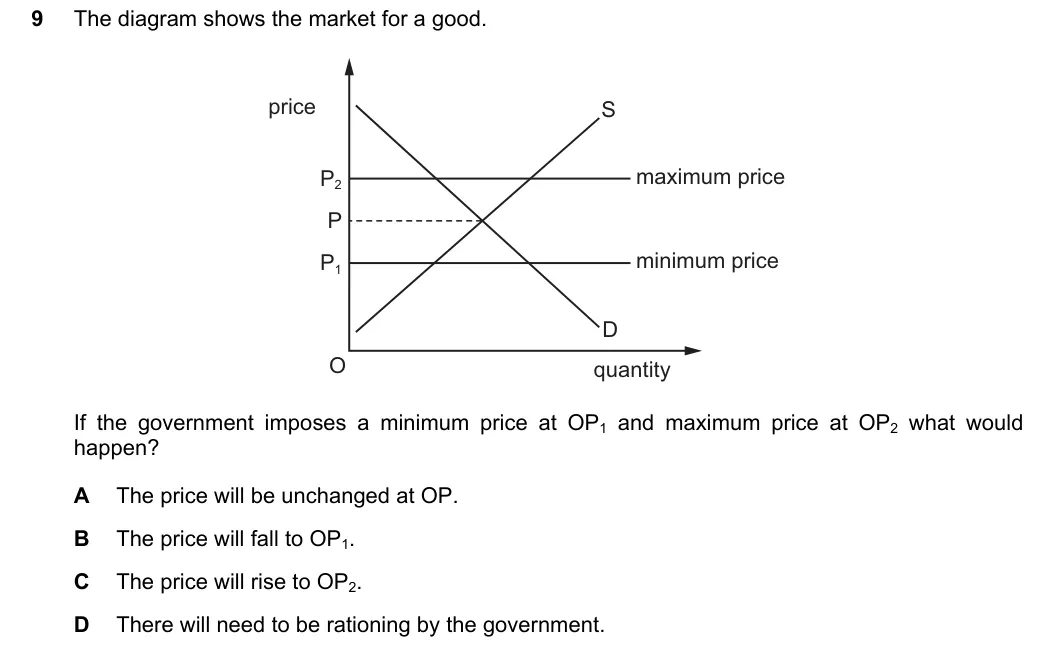 9 The diagram shows the market for a good.
price
S
P₂
maximum price
P
P₁
minimum price
D
O
quantity
If the government imposes a minimum price at OP₁ and maximum price at OP₂ what would
happen?
A The price will be unchanged at OP.
B The price will fall to OP₁.
C The price will rise to OP₂.
D There will need to be rationing by the government.